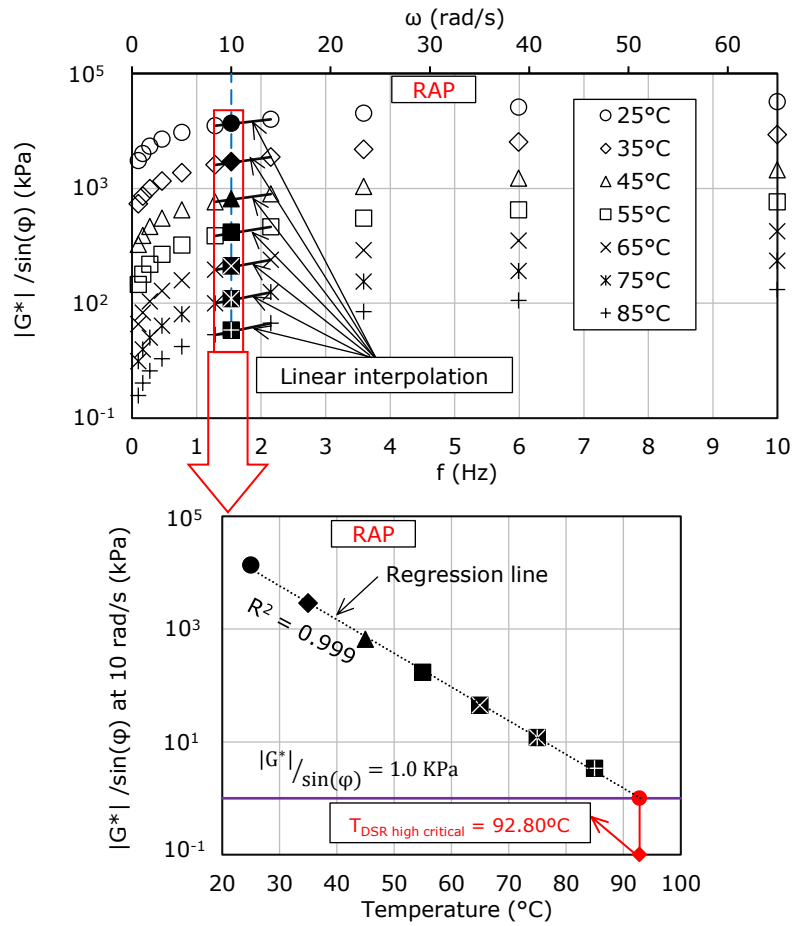 ω (rad/s)
0 10 20 30 40 50 60
10⁵
10³
10²
10⁻¹
|G*| /sin(φ) (kPa)
RAP
25°C
35°C
45°C
55°C
65°C
75°C
85°C
Linear interpolation
0 1 2 3 4 5 6 7 8 9 10
f (Hz)
10⁵
10³
10¹
10⁻¹
|G*| /sin(φ) at 10 rad/s (kPa)
RAP
Regression line
R² = 0.999
|G*|/sin(φ) = 1.0 KPa
T_DSR high critical = 92.80ºC
20 30 40 50 60 70 80 90 100
Temperature (°C)